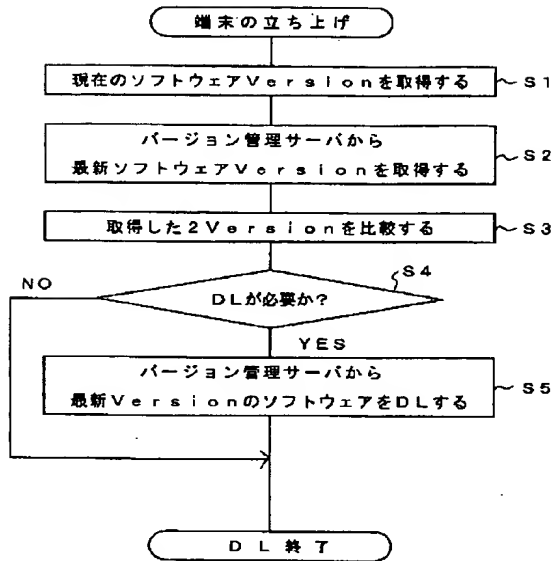 端末の立ち上げ
現在のソフトウェアVersionを取得する
S1
バージョン管理サーバから
最新ソフトウェアVersionを取得する
S2
取得した2Versionを比較する
S3
S4
NO
DLが必要か?
YES
バージョン管理サーバから
最新VersionのソフトウェアをDLする
S5
DL終了